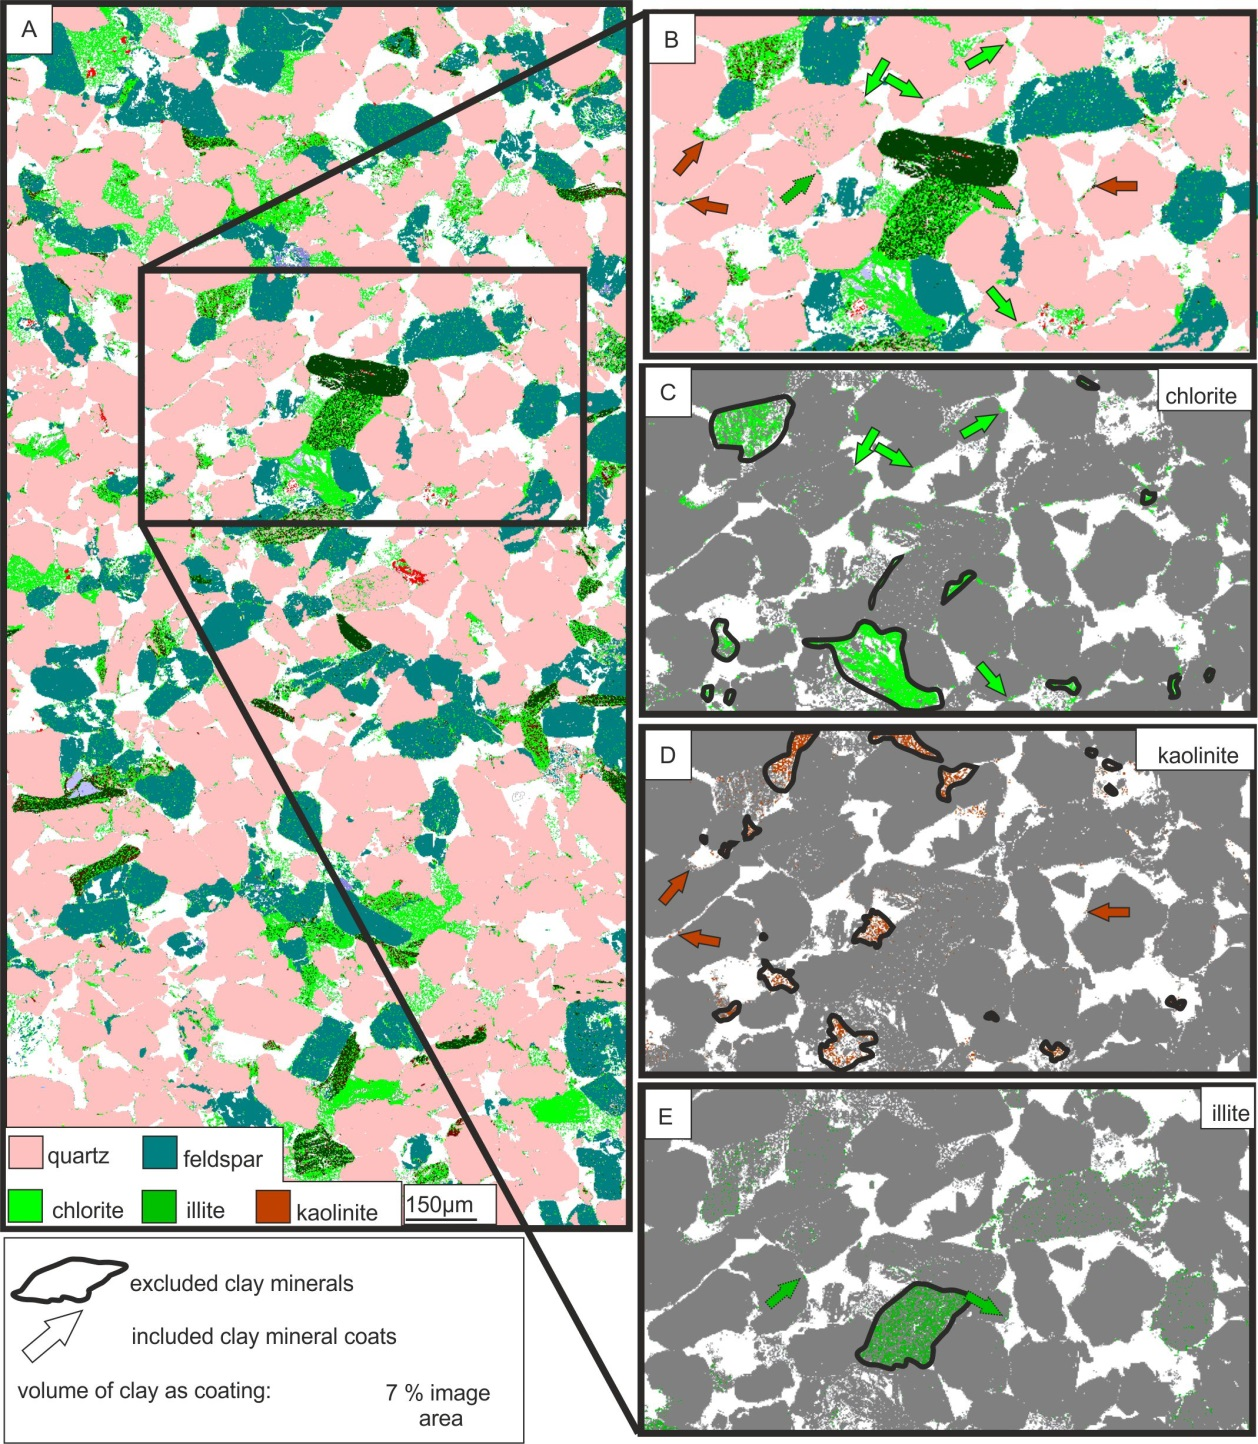 A
B
C
chlorite
D
kaolinite
E
illite
quartz
feldspar
chlorite
illite
kaolinite
150µm
excluded clay minerals
included clay mineral coats
volume of clay as coating:
7 % image
area